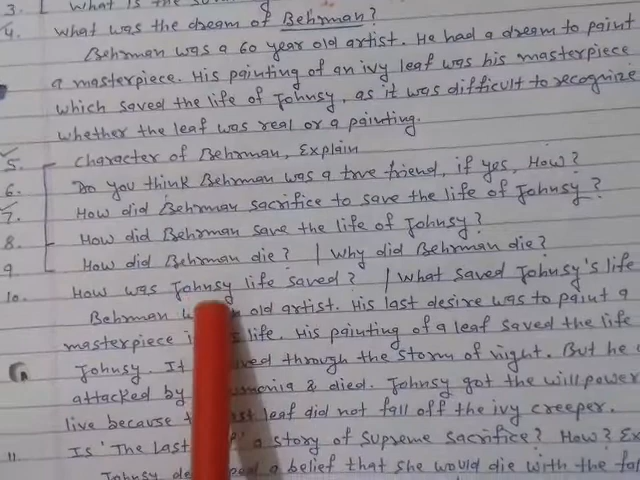 3. What is the
4. What was the dream of Behrman?
Behrman was a 60 year old artist. He had a dream to paint
a masterpiece. His painting of an ivy leaf was his masterpiece
which saved the life of Johnsy, as it was difficult to recognize
whether the leaf was real or a painting.
5. Character of Behrman, Explain
6. Do you think Behrman was a true friend, if yes, How?
7. How did Behrman sacrifice to save the life of Johnsy?
8. How did Behrman save the life of Johnsy?
9 How did Behrman die? | Why did Behrman die?
10. How was Johnsy life saved? | What saved Johnsy's life
Behrman old artist. His last desire was to paint a
masterpiece life. His painting of a leaf saved the life
Johnsy. It through the storm of night. But he
attacked by & died. Johnsy got the will power
live because leaf did not fall off the ivy creeper.
11. Is 'The Last a story of supreme sacrifice? How?
Johnsy a belief that she would die with the